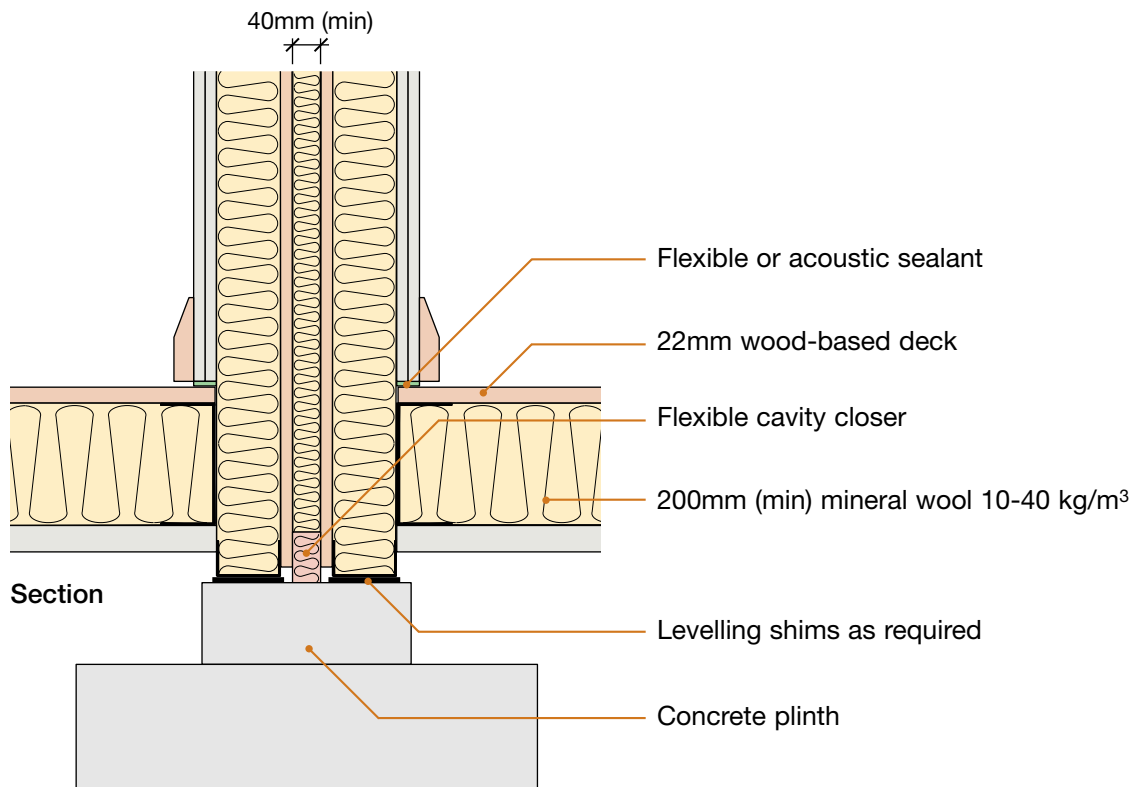 40mm (min)
Flexible or acoustic sealant
22mm wood-based deck
Flexible cavity closer
200mm (min) mineral wool 10-40 kg/m³
Section
Levelling shims as required
Concrete plinth